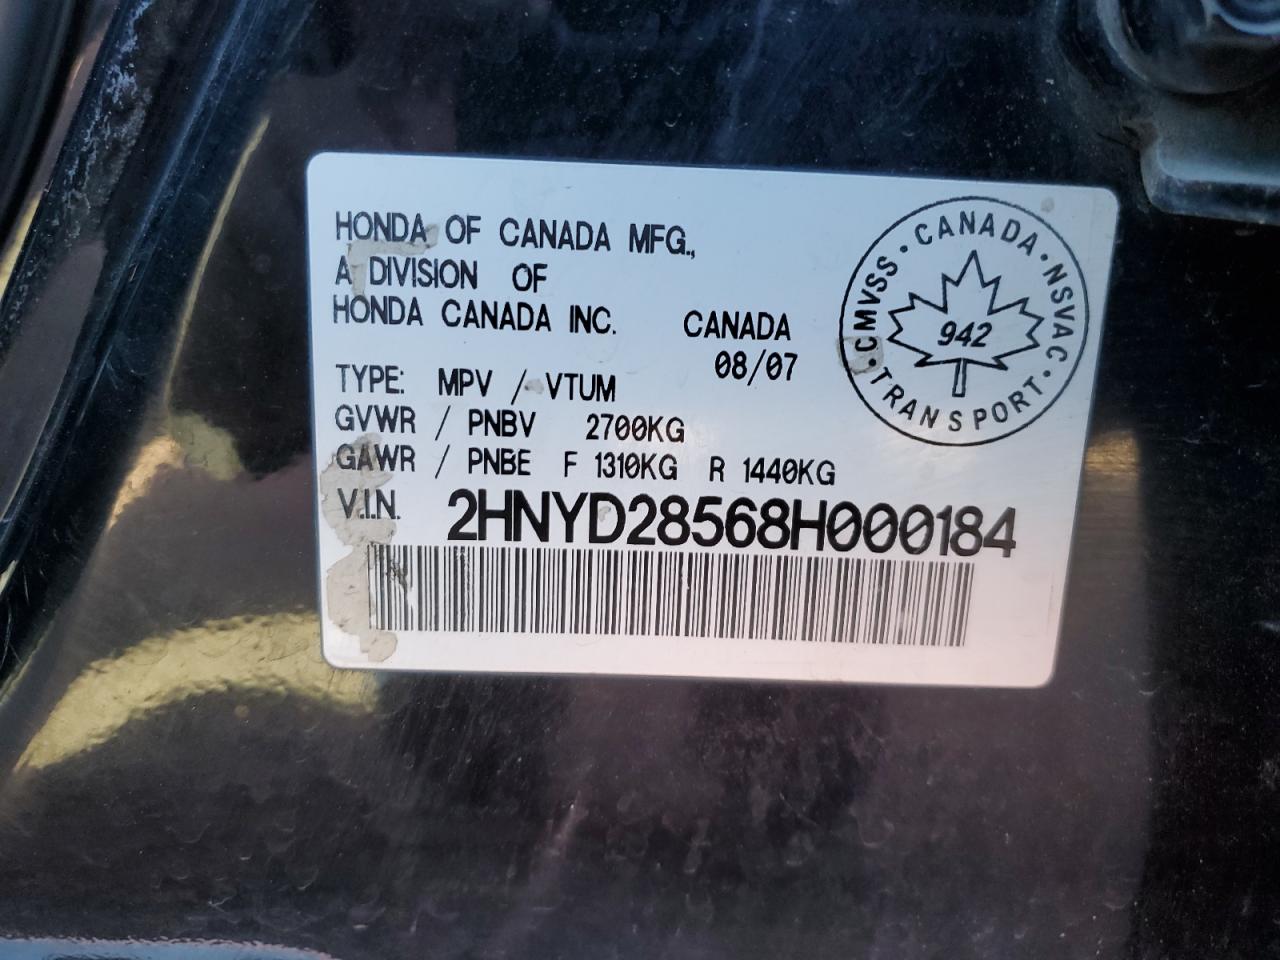 HONDA OF CANADA MFG.,
A DIVISION OF
HONDA CANADA INC. CANADA
08/07
TYPE: MPV / VTUM
GVWR / PNBV 2700KG
GAWR / PNBE F 1310KG R 1440KG
V.I.N. 2HNYD28568H000184
CANADA · NSVAC · TRANSPORT · CMVSS ·
942